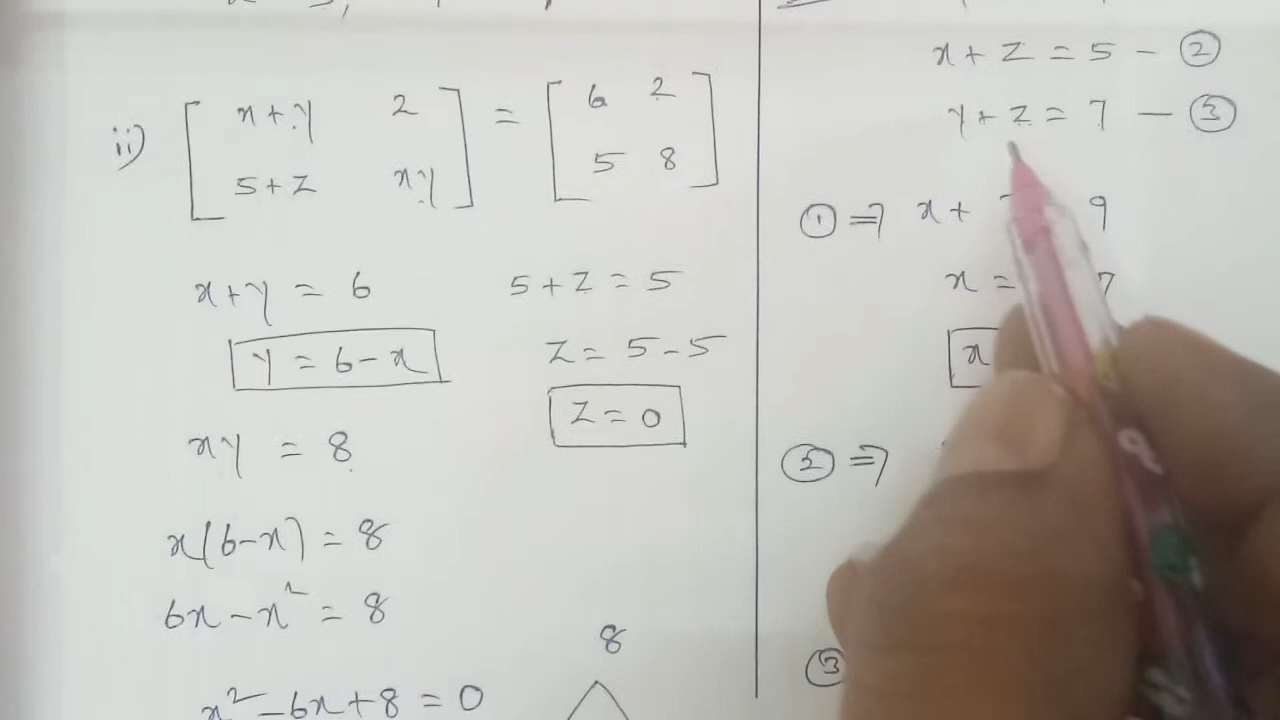 ii) [ x+y 2 ] = [ 6 2 ]
[ 5+z xy ] [ 5 8 ]
x+y = 6
y = 6-x
xy = 8
x(6-x) = 8
6x-x² = 8
x²-6x+8 = 0
5+z = 5
z = 5-5
z = 0
8
x+z = 5 - ②
y+z = 7 - ③
① ⇒ x+ 9
x = 7
x
② ⇒
③